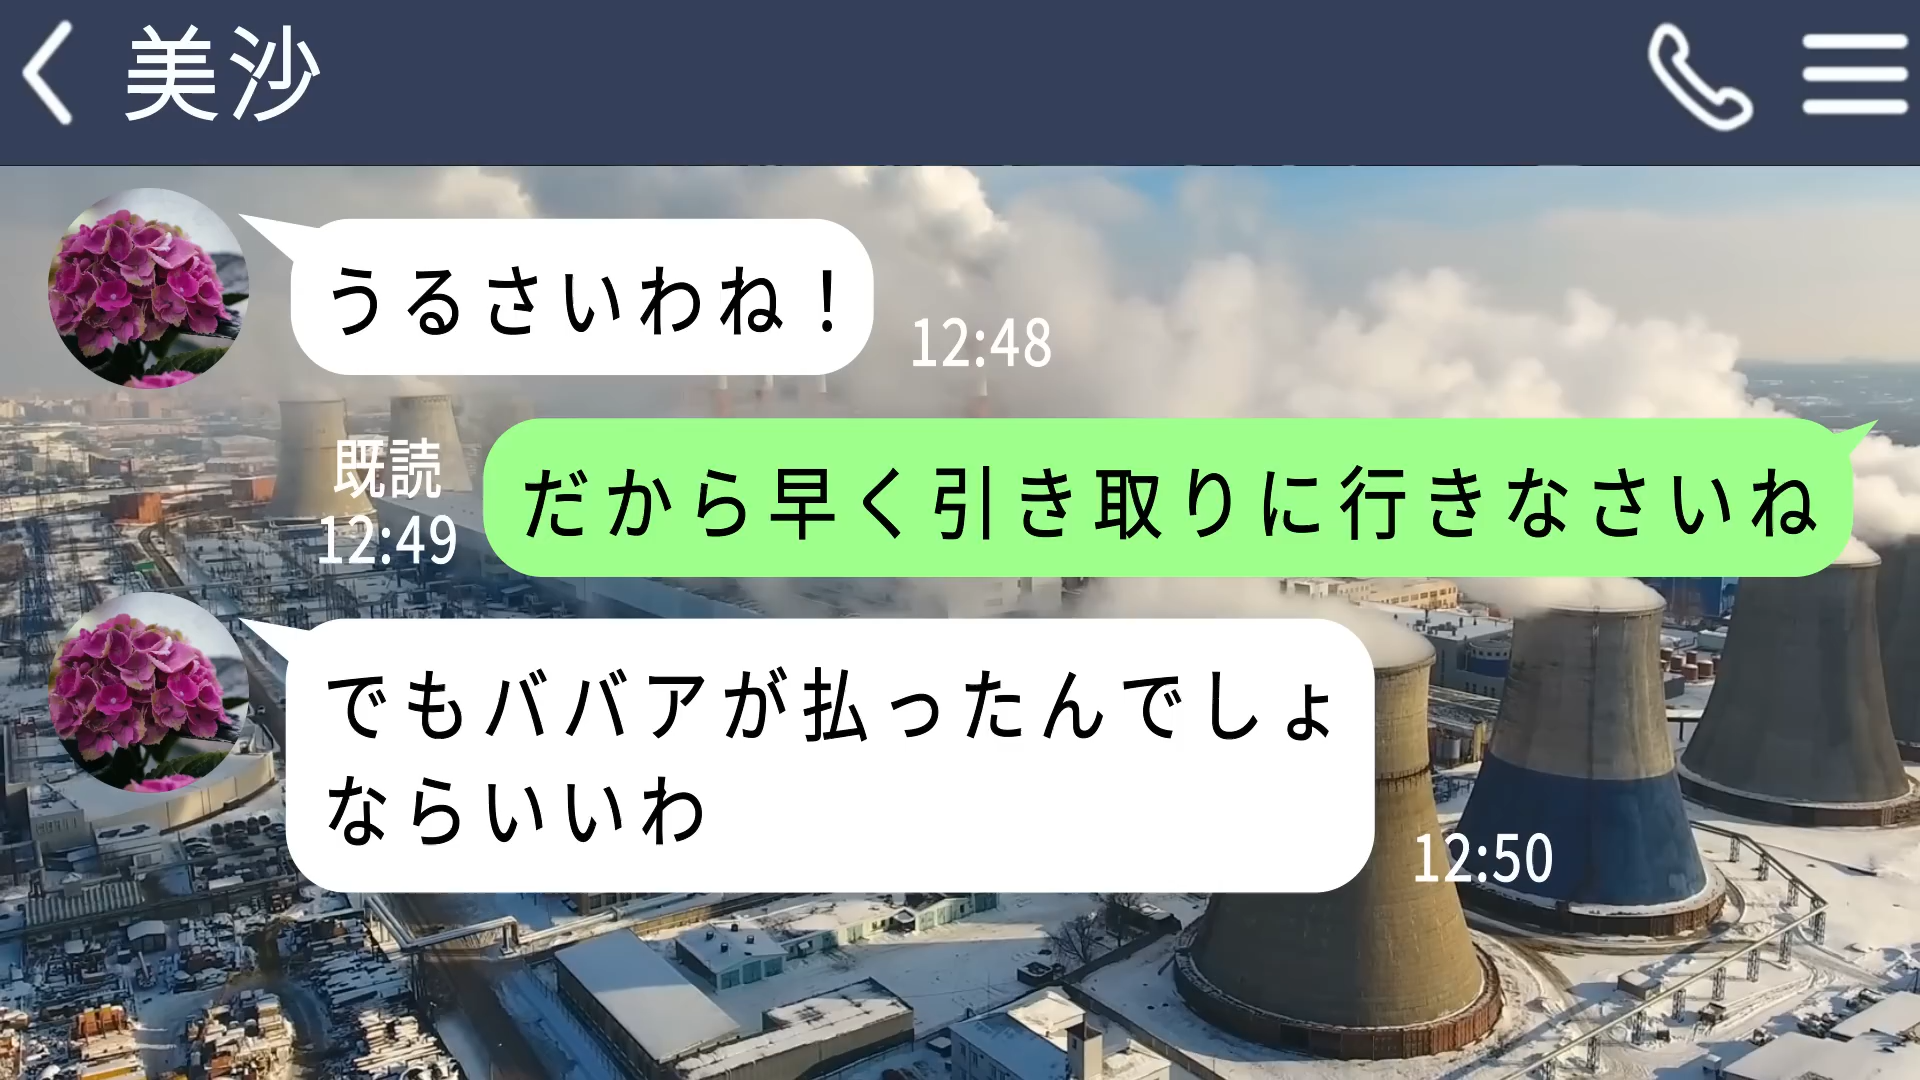 美沙
うるさいわね！
12:48
だから早く引き取りに行きなさいね
既読
12:49
でもババアが払ったんでしょ
ならいいわ
12:50